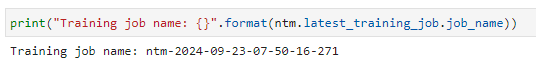 print("Training job name: {}".format(ntm.latest_training_job.job_name))
Training job name: ntm-2024-09-23-07-50-16-271